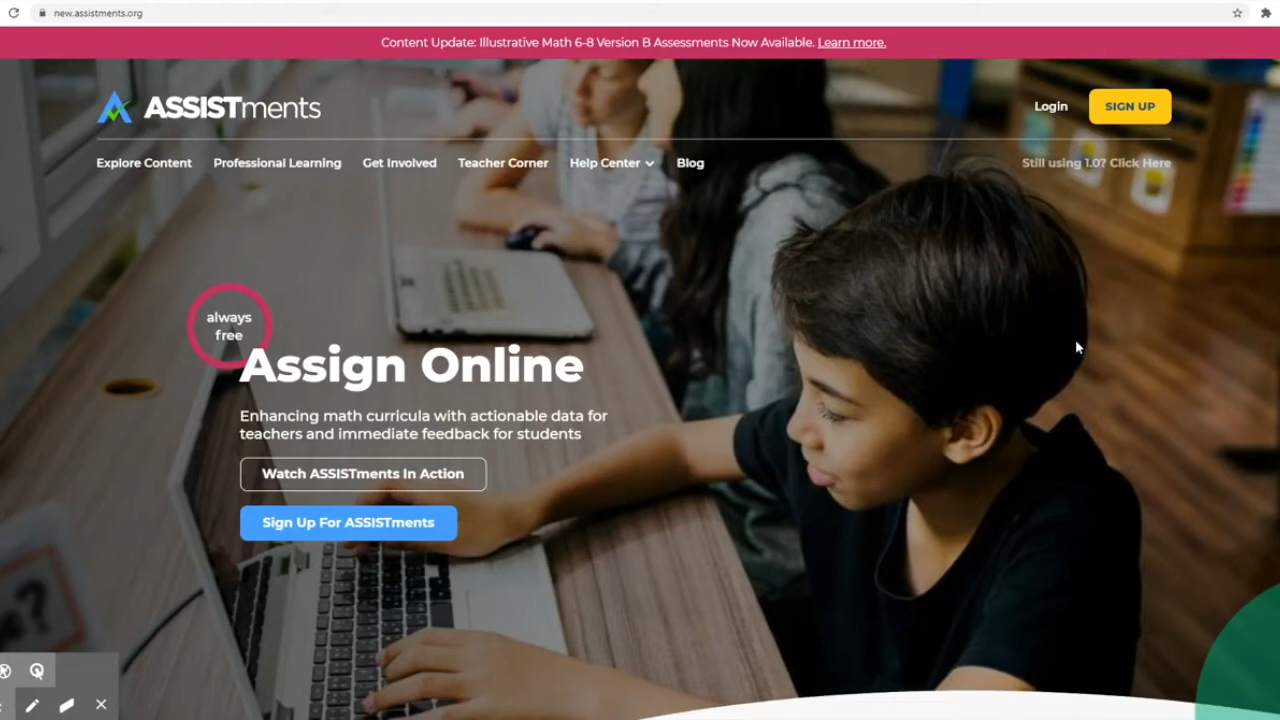 new.assistments.org
Content Update: Illustrative Math 6-8 Version B Assessments Now Available. Learn more.
ASSISTments
Login
SIGN UP
Explore Content
Professional Learning
Get Involved
Teacher Corner
Help Center
Blog
Still using 1.0? Click Here
always
free
Assign Online
Enhancing math curricula with actionable data for
teachers and immediate feedback for students
Watch ASSISTments In Action
Sign Up For ASSISTments